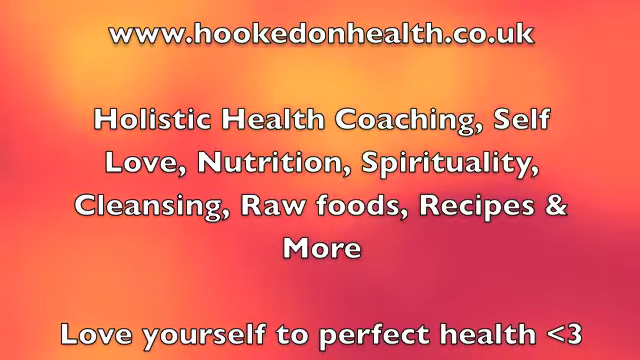 www.hookedonhealth.co.uk
Holistic Health Coaching, Self
Love, Nutrition, Spirituality,
Cleansing, Raw foods, Recipes &
More
Love yourself to perfect health <3